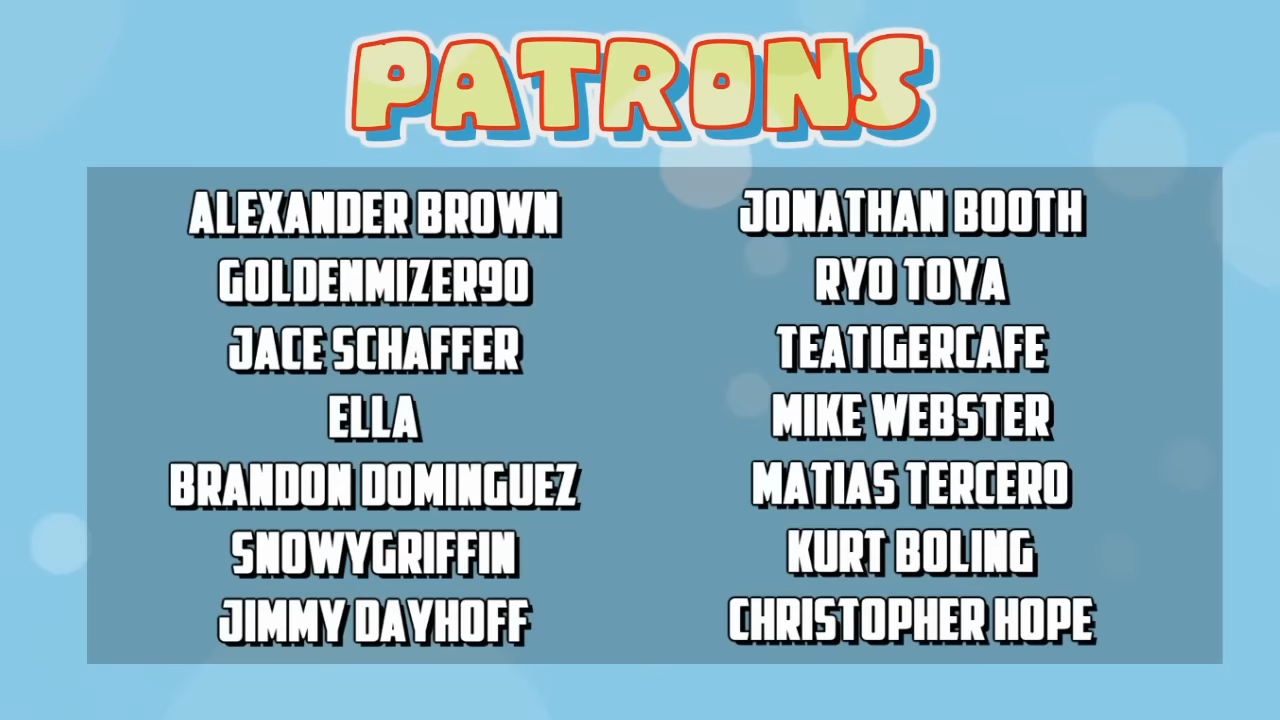 PATRONS
ALEXANDER BROWN
GOLDENMIZER90
JACE SCHAFFER
ELLA
BRANDON DOMINGUEZ
SNOWYGRIFFIN
JIMMY DAYHOFF
JONATHAN BOOTH
RYO TOYA
TEATIGERCAFE
MIKE WEBSTER
MATIAS TERCERO
KURT BOLING
CHRISTOPHER HOPE